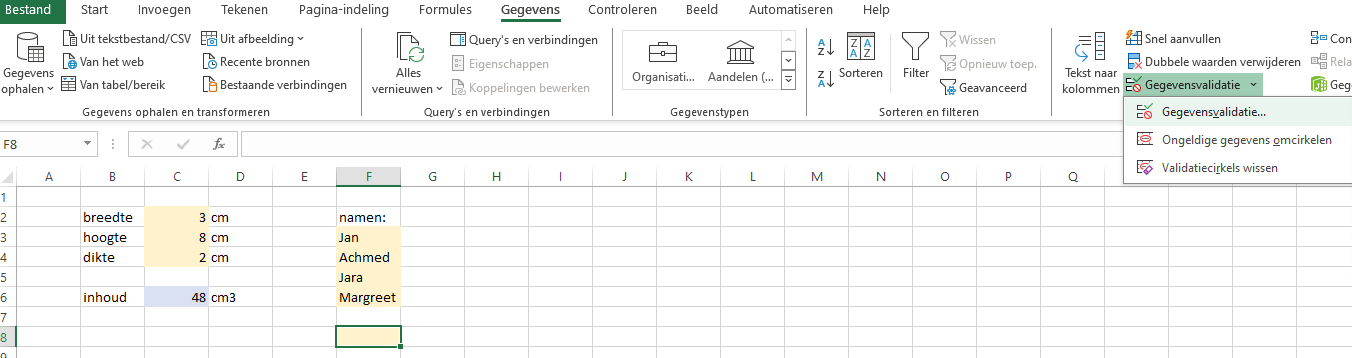 Bestand Start Invoegen Tekenen Pagina-indeling Formules Gegevens Controleren Beeld Automatiseren Help
Gegevens ophalen
Uit tekstbestand/CSV
Van het web
Van tabel/bereik
Uit afbeelding
Recente bronnen
Bestaande verbindingen
Gegevens ophalen en transformeren
Alles vernieuwen
Query's en verbindingen
Eigenschappen
Koppelingen bewerken
Query's en verbindingen
Organisati...
Aandelen (...
Gegevenstypen
A Z
Z A
Z A A Z
Sorteren
Filter
Wissen
Opnieuw toep.
Geavanceerd
Sorteren en filteren
Tekst naar kolommen
Snel aanvullen
Dubbele waarden verwijderen
Gegevensvalidatie
Con
Rela
Geg
Gegevensvalidatie...
Ongeldige gegevens omcirkelen
Validatiecirkels wissen
F8 fx
A B C D E F G H I J K L M N O P Q
1
2 breedte 3 cm namen:
3 hoogte 8 cm Jan
4 dikte 2 cm Achmed
5 Jara
6 inhoud 48 cm3 Margreet
7
8
9